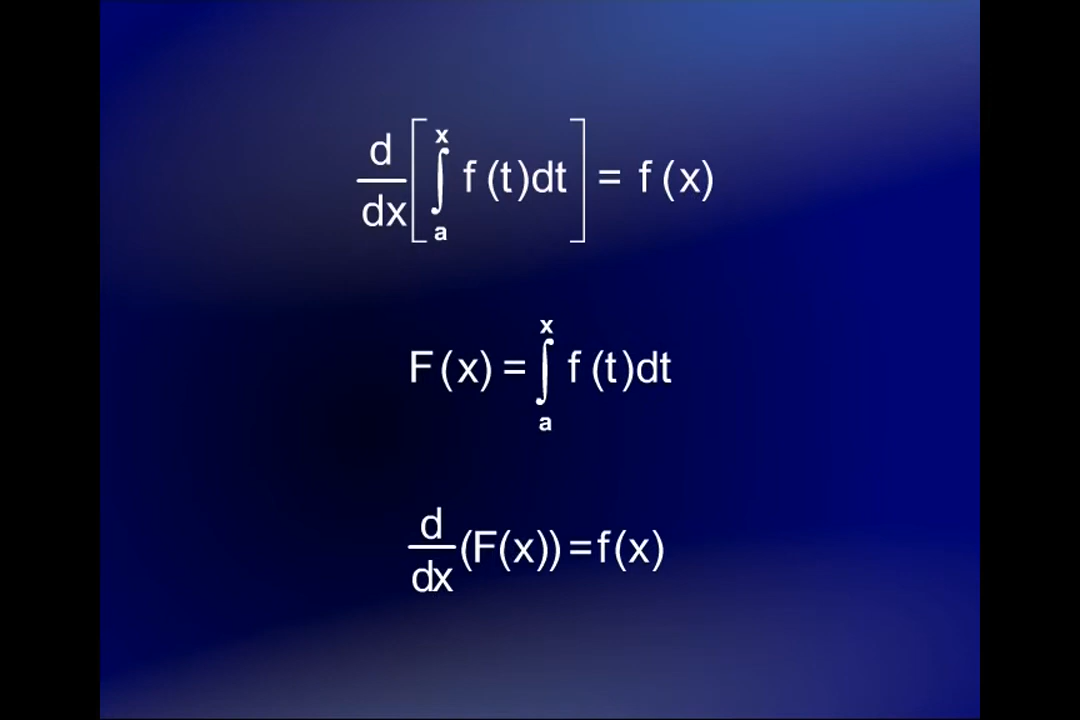 d/dx [∫ₐˣ f (t)dt] = f (x)
F (x) = ∫ₐˣ f (t)dt
d/dx (F(x)) = f (x)